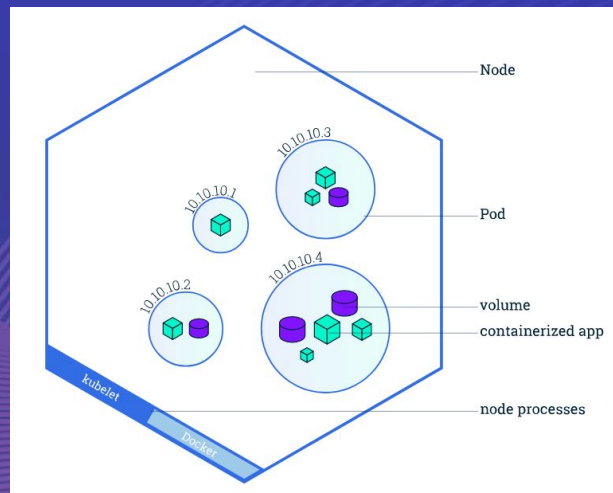 Node
10.10.10.3
10.10.10.1
Pod
10.10.10.4
10.10.10.2
volume
containerized app
kubelet
node processes
Docker